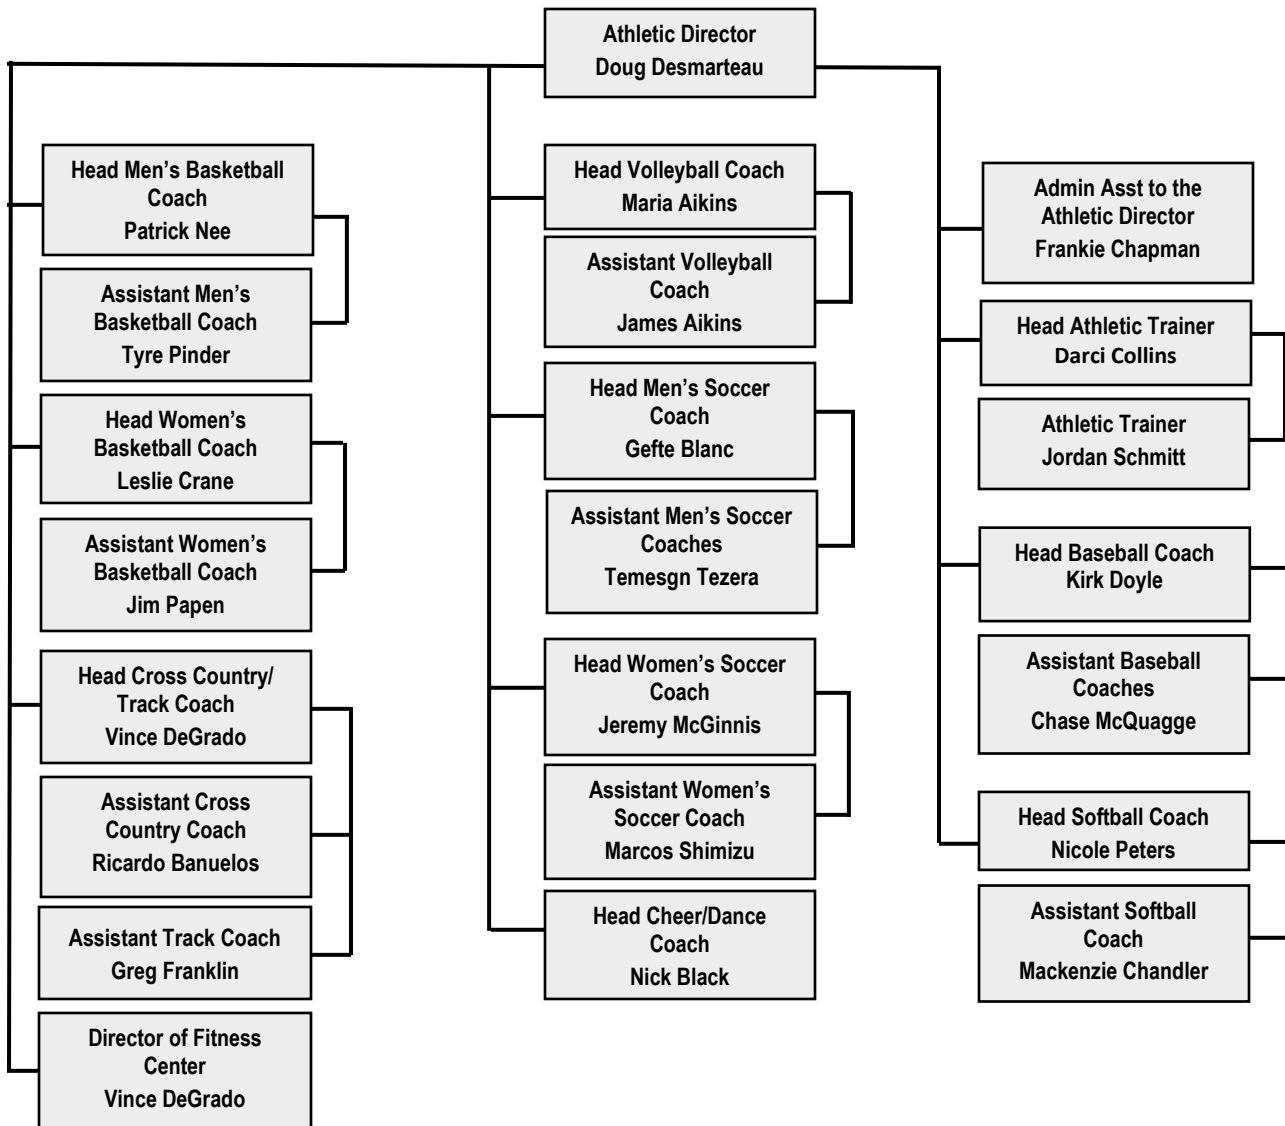 Athletic Director
Doug Desmarteau
Head Men’s Basketball
Coach
Patrick Nee
Assistant Men’s
Basketball Coach
Tyre Pinder
Head Women’s
Basketball Coach
Leslie Crane
Assistant Women’s
Basketball Coach
Jim Papen
Head Cross Country/
Track Coach
Vince DeGrado
Assistant Cross
Country Coach
Ricardo Banuelos
Assistant Track Coach
Greg Franklin
Director of Fitness
Center
Vince DeGrado
Head Volleyball Coach
Maria Aikins
Assistant Volleyball
Coach
James Aikins
Head Men’s Soccer
Coach
Gefte Blanc
Assistant Men’s Soccer
Coaches
Temesgn Tezera
Head Women’s Soccer
Coach
Jeremy McGinnis
Assistant Women’s
Soccer Coach
Marcos Shimizu
Head Cheer/Dance
Coach
Nick Black
Admin Asst to the
Athletic Director
Frankie Chapman
Head Athletic Trainer
Darci Collins
Athletic Trainer
Jordan Schmitt
Head Baseball Coach
Kirk Doyle
Assistant Baseball
Coaches
Chase McQuagge
Head Softball Coach
Nicole Peters
Assistant Softball
Coach
Mackenzie Chandler